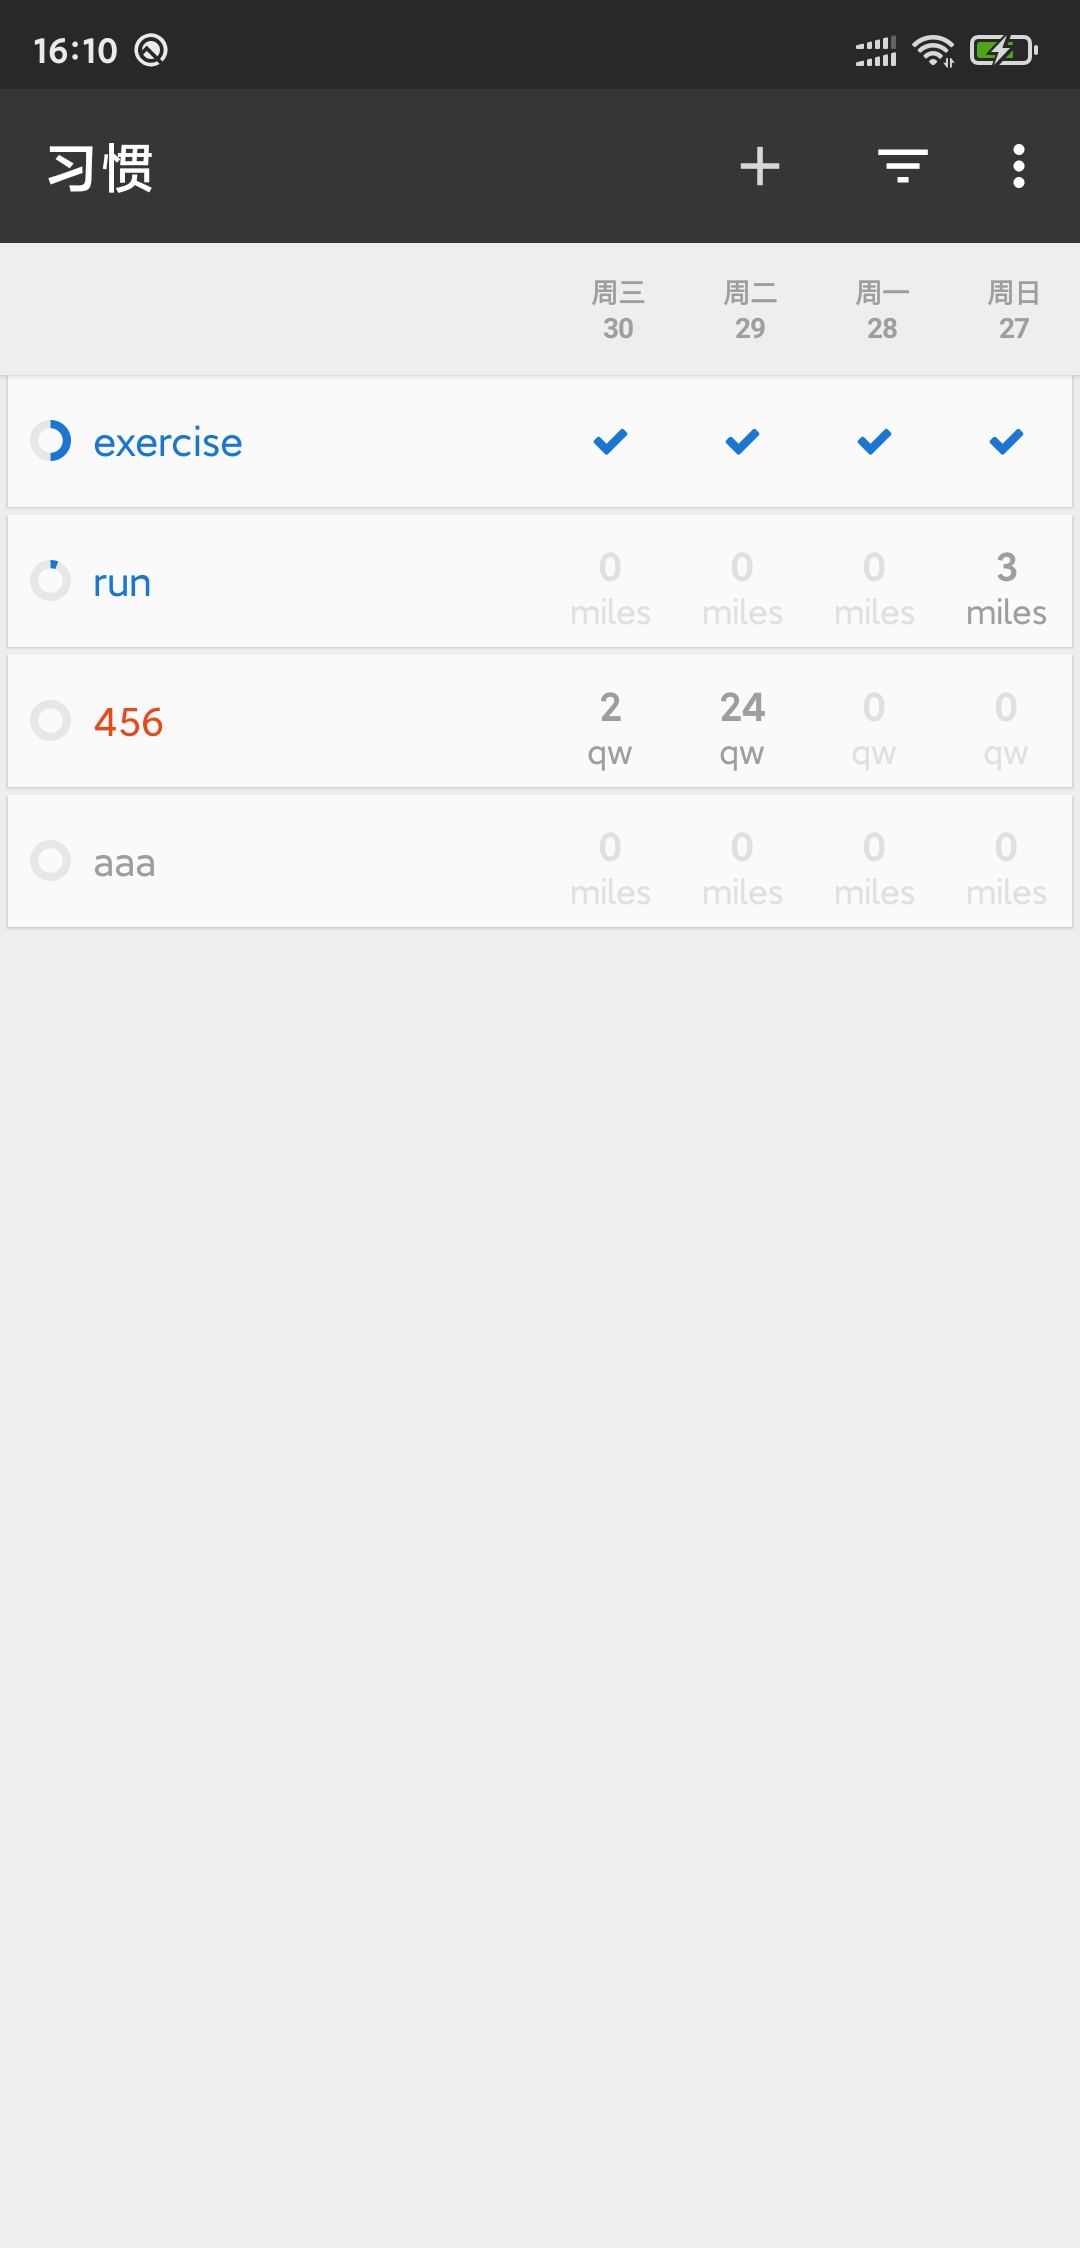 16:10
习惯
周三 周二 周一 周日
30 29 28 27
exercise
run
0 0 0 3
miles miles miles miles
456
2 24 0 0
qw qw qw qw
aaa
0 0 0 0
miles miles miles miles